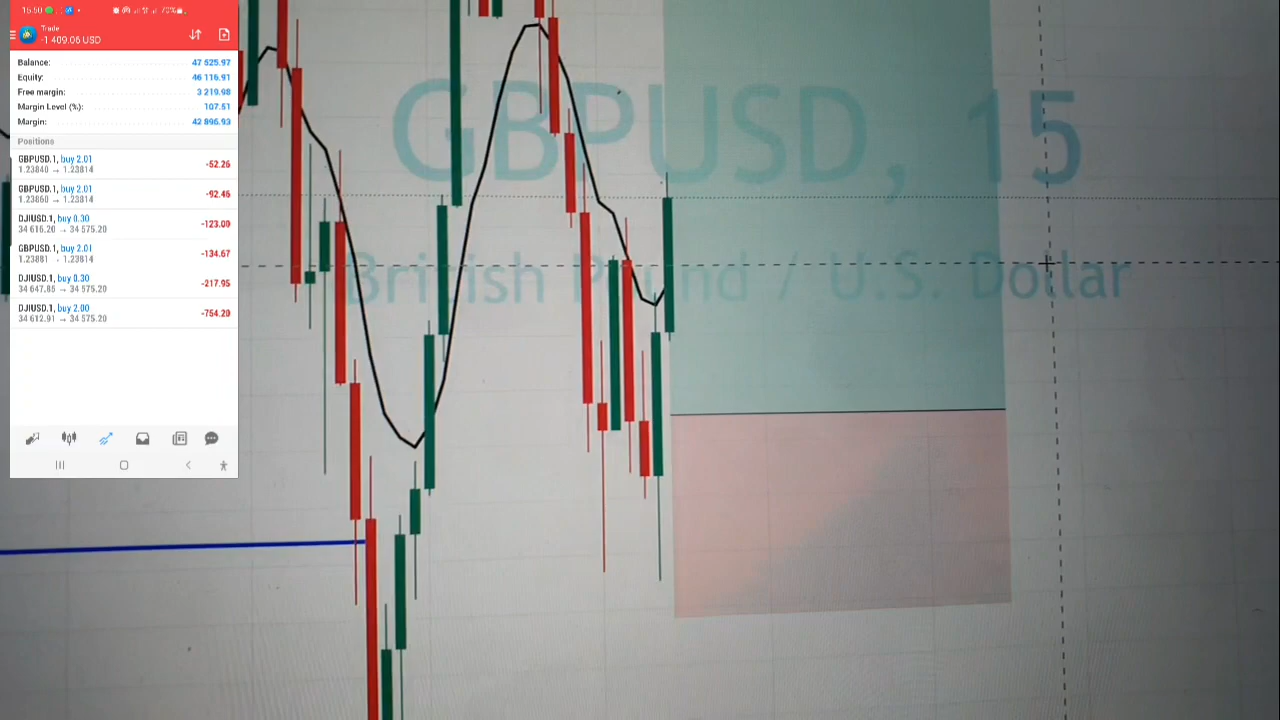 15:50
70%
Trade
-1 409.06 USD
Balance: 47 525.97
Equity: 46 116.91
Free margin: 3 219.98
Margin Level (%): 107.51
Margin: 42 896.93
Positions
GBPUSD.1, buy 2.01 -52.26
1.23840 → 1.23814
GBPUSD.1, buy 2.01 -92.46
1.23860 → 1.23814
DJIUSD.1, buy 0.30 -123.09
34 616.20 → 34 575.20
GBPUSD.1, buy 2.01 -134.67
1.23881 → 1.23814
DJIUSD.1, buy 0.30 -217.95
34 647.85 → 34 575.20
DJIUSD.1, buy 2.00 -754.20
34 612.91 → 34 575.20
GBPUSD, 15
British Pound / U.S. Dollar